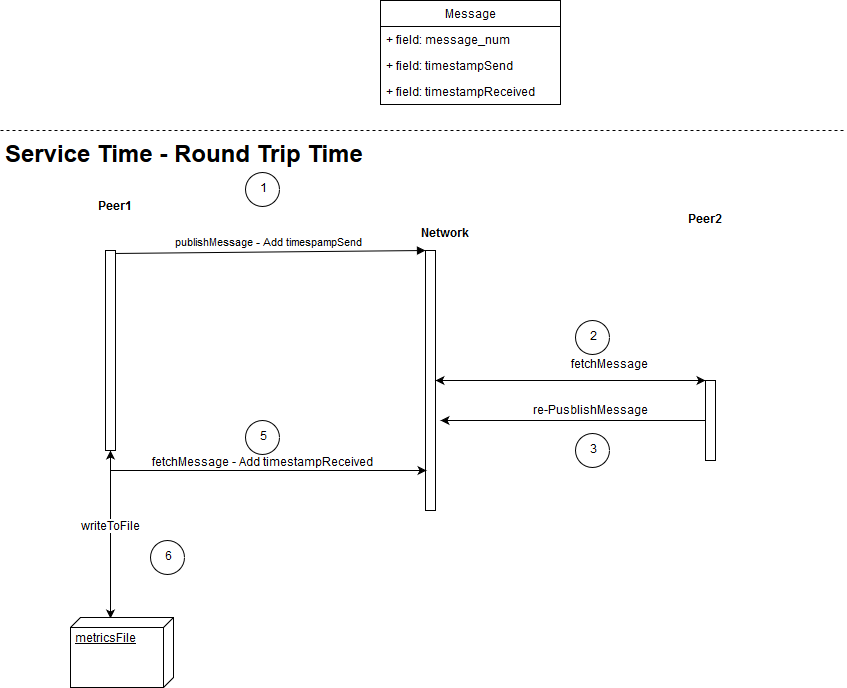 Message
+ field: message_num
+ field: timestampSend
+ field: timestampReceived
Service Time - Round Trip Time
1
Peer1
Peer2
Network
publishMessage - Add timespampSend
2
fetchMessage
re-PusblishMessage
3
5
fetchMessage - Add timestampReceived
writeToFile
6
metricsFile